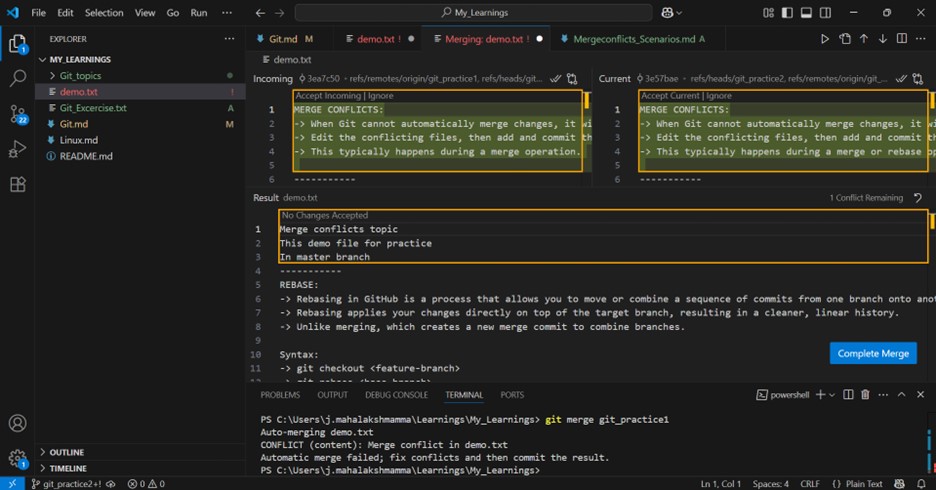 File Edit Selection View Go Run ··· My_Learnings
EXPLORER ···
MY_LEARNINGS
Git_topics
demo.txt !
Git_Excercise.txt A
Git.md M
Linux.md
README.md
OUTLINE
TIMELINE
1
22
1
Git.md M demo.txt ! Merging: demo.txt ! Mergeconflicts_Scenarios.md A
demo.txt
Incoming 3ea7c50 · refs/remotes/origin/git_practice1, refs/heads/git...
Accept Incoming | Ignore
1 MERGE CONFLICTS:
2 -> When Git cannot automatically merge changes, it wi
3 -> Edit the conflicting files, then add and commit th
4 -> This typically happens during a merge operation.
5
6 -----------
Current 3e57bae · refs/heads/git_practice2, refs/remotes/origin/git_...
Accept Current | Ignore
1 MERGE CONFLICTS:
2 -> When Git cannot automatically merge changes, it wi
3 -> Edit the conflicting files, then add and commit th
4 -> This typically happens during a merge or rebase op
5
6 -----------
Result demo.txt 1 Conflict Remaining
No Changes Accepted
1 Merge conflicts topic
2 This demo file for practice
3 In master branch
4 -----------
5 REBASE:
6 -> Rebasing in GitHub is a process that allows you to move or combine a sequence of commits from one branch onto anot
7 -> Rebasing applies your changes directly on top of the target branch, resulting in a cleaner, linear history.
8 -> Unlike merging, which creates a new merge commit to combine branches.
9
10 Syntax:
11 -> git checkout <feature-branch>
12 -> git rebase <base-branch>
Complete Merge
PROBLEMS OUTPUT DEBUG CONSOLE TERMINAL PORTS powershell
PS C:\Users\j.mahalakshmamma\Learnings\My_Learnings> git merge git_practice1
Auto-merging demo.txt
CONFLICT (content): Merge conflict in demo.txt
Automatic merge failed; fix conflicts and then commit the result.
PS C:\Users\j.mahalakshmamma\Learnings\My_Learnings>
git_practice2+! 0 0 Ln 1, Col 1 Spaces: 4 CRLF {} Plain Text